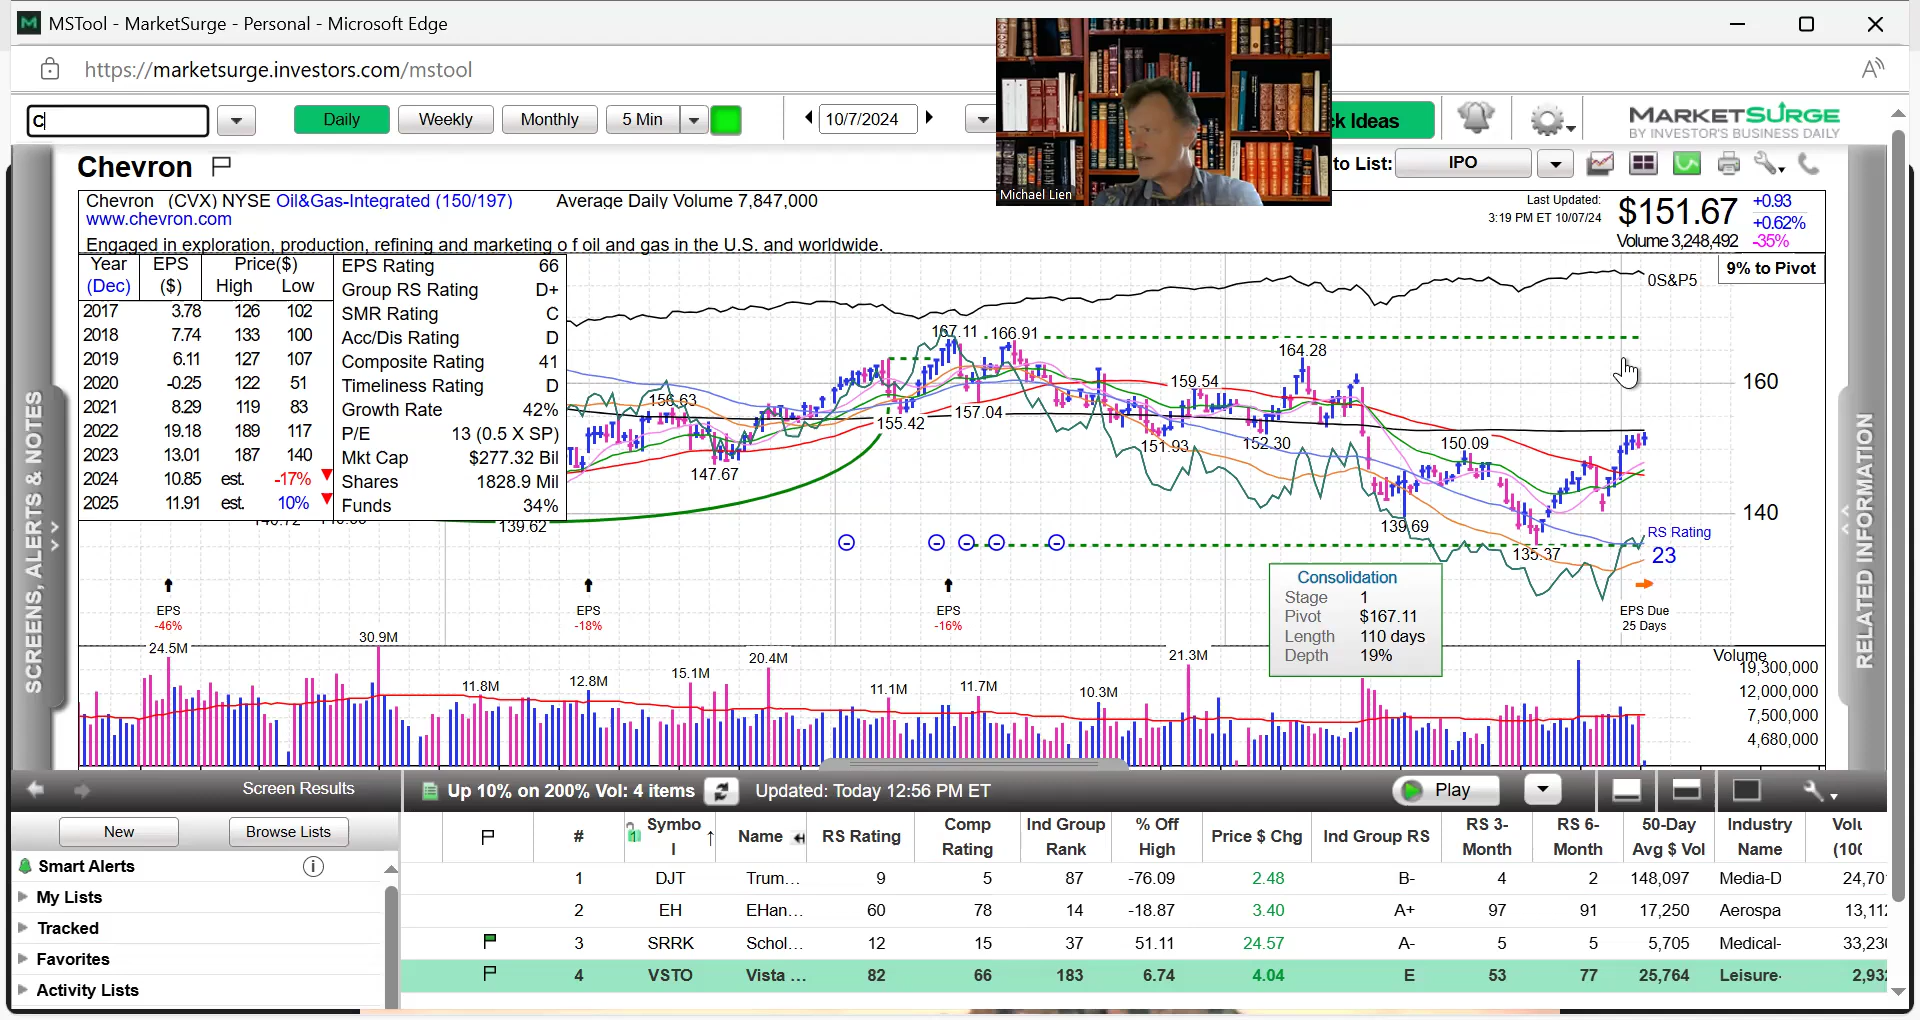 MSTool - MarketSurge - Personal - Microsoft Edge
https://marketsurge.investors.com/mstool
C
Daily
Weekly
Monthly
5 Min
10/7/2024
ck Ideas
MARKETSURGE
BY INVESTOR'S BUSINESS DAILY
Michael Lien
Chevron
to List:
IPO
Chevron (CVX) NYSE Oil&Gas-Integrated (150/197) Average Daily Volume 7,847,000
www.chevron.com
Engaged in exploration, production, refining and marketing o f oil and gas in the U.S. and worldwide.
Last Updated:
3:19 PM ET 10/07/24
$151.67
+0.93
+0.62%
Volume 3,248,492 -35%
9% to Pivot
Year EPS Price($)
(Dec) ($) High Low
2017 3.78 126 102
2018 7.74 133 100
2019 6.11 127 107
2020 -0.25 122 51
2021 8.29 119 83
2022 19.18 189 117
2023 13.01 187 140
2024 10.85 est. -17%
2025 11.91 est. 10%
EPS Rating 66
Group RS Rating D+
SMR Rating C
Acc/Dis Rating D
Composite Rating 41
Timeliness Rating D
Growth Rate 42%
P/E 13 (0.5 X SP)
Mkt Cap $277.32 Bil
Shares 1828.9 Mil
Funds 34%
0S&P5
167.11
166.91
164.28
159.54
160
156.63
157.04
155.42
151.93
152.30
150.09
147.67
139.62
139.69
140
135.37
RS Rating
23
EPS
-46%
EPS
-18%
EPS
-16%
EPS Due
25 Days
Consolidation
Stage 1
Pivot $167.11
Length 110 days
Depth 19%
24.5M
30.9M
11.8M
12.8M
15.1M
20.4M
11.1M
11.7M
10.3M
21.3M
Volume
19,300,000
12,000,000
7,500,000
4,680,000
SCREENS, ALERTS & NOTES
RELATED INFORMATION
Screen Results
Up 10% on 200% Vol: 4 items
Updated: Today 12:56 PM ET
Play
New
Browse Lists
Smart Alerts
My Lists
Tracked
Favorites
Activity Lists
# Symbo Name RS Rating Comp Ind Group % Off Price $ Chg Ind Group RS RS 3- RS 6- 50-Day Industry Volu
l Rating Rank High Month Month Avg $ Vol Name (100
1 DJT Trum... 9 5 87 -76.09 2.48 B- 4 2 148,097 Media-D 24,70
2 EH EHan... 60 78 14 -18.87 3.40 A+ 97 91 17,250 Aerospa 13,112
3 SRRK Schol... 12 15 37 51.11 24.57 A- 5 5 5,705 Medical- 33,230
4 VSTO Vista ... 82 66 183 6.74 4.04 E 53 77 25,764 Leisure- 2,932